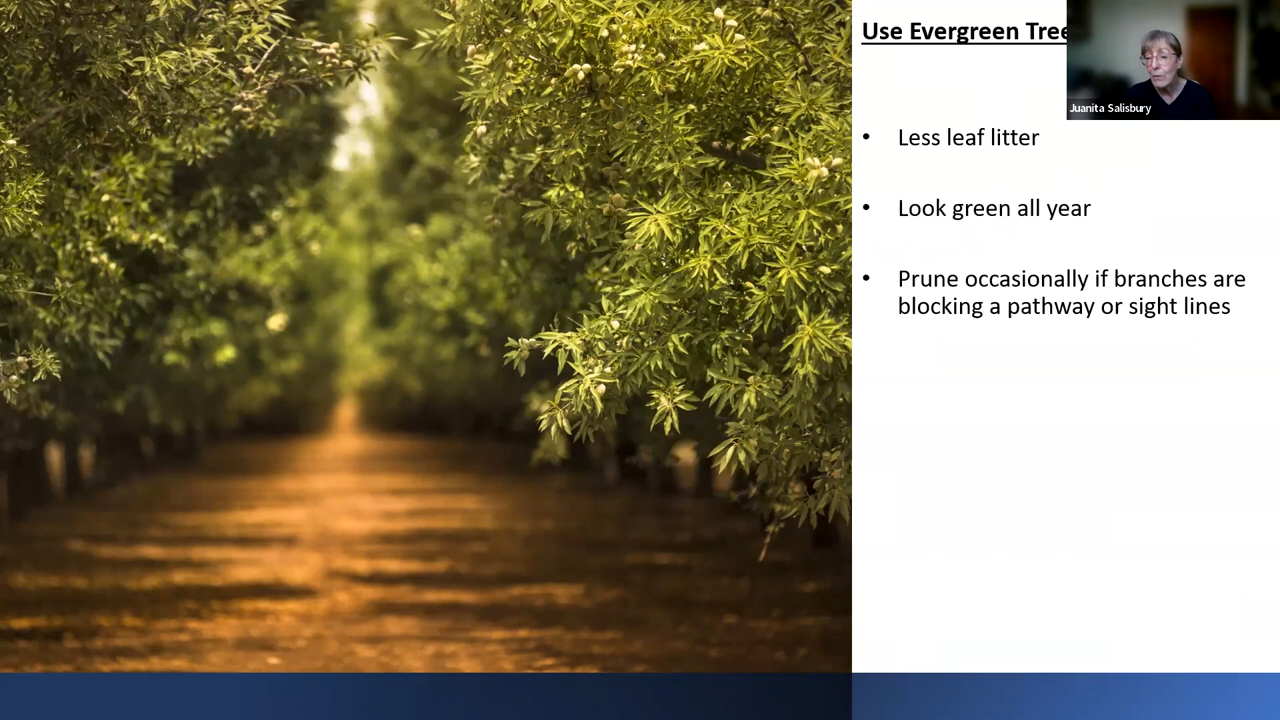 Use Evergreen Tree
Juanita Salisbury
• Less leaf litter
• Look green all year
• Prune occasionally if branches are
blocking a pathway or sight lines